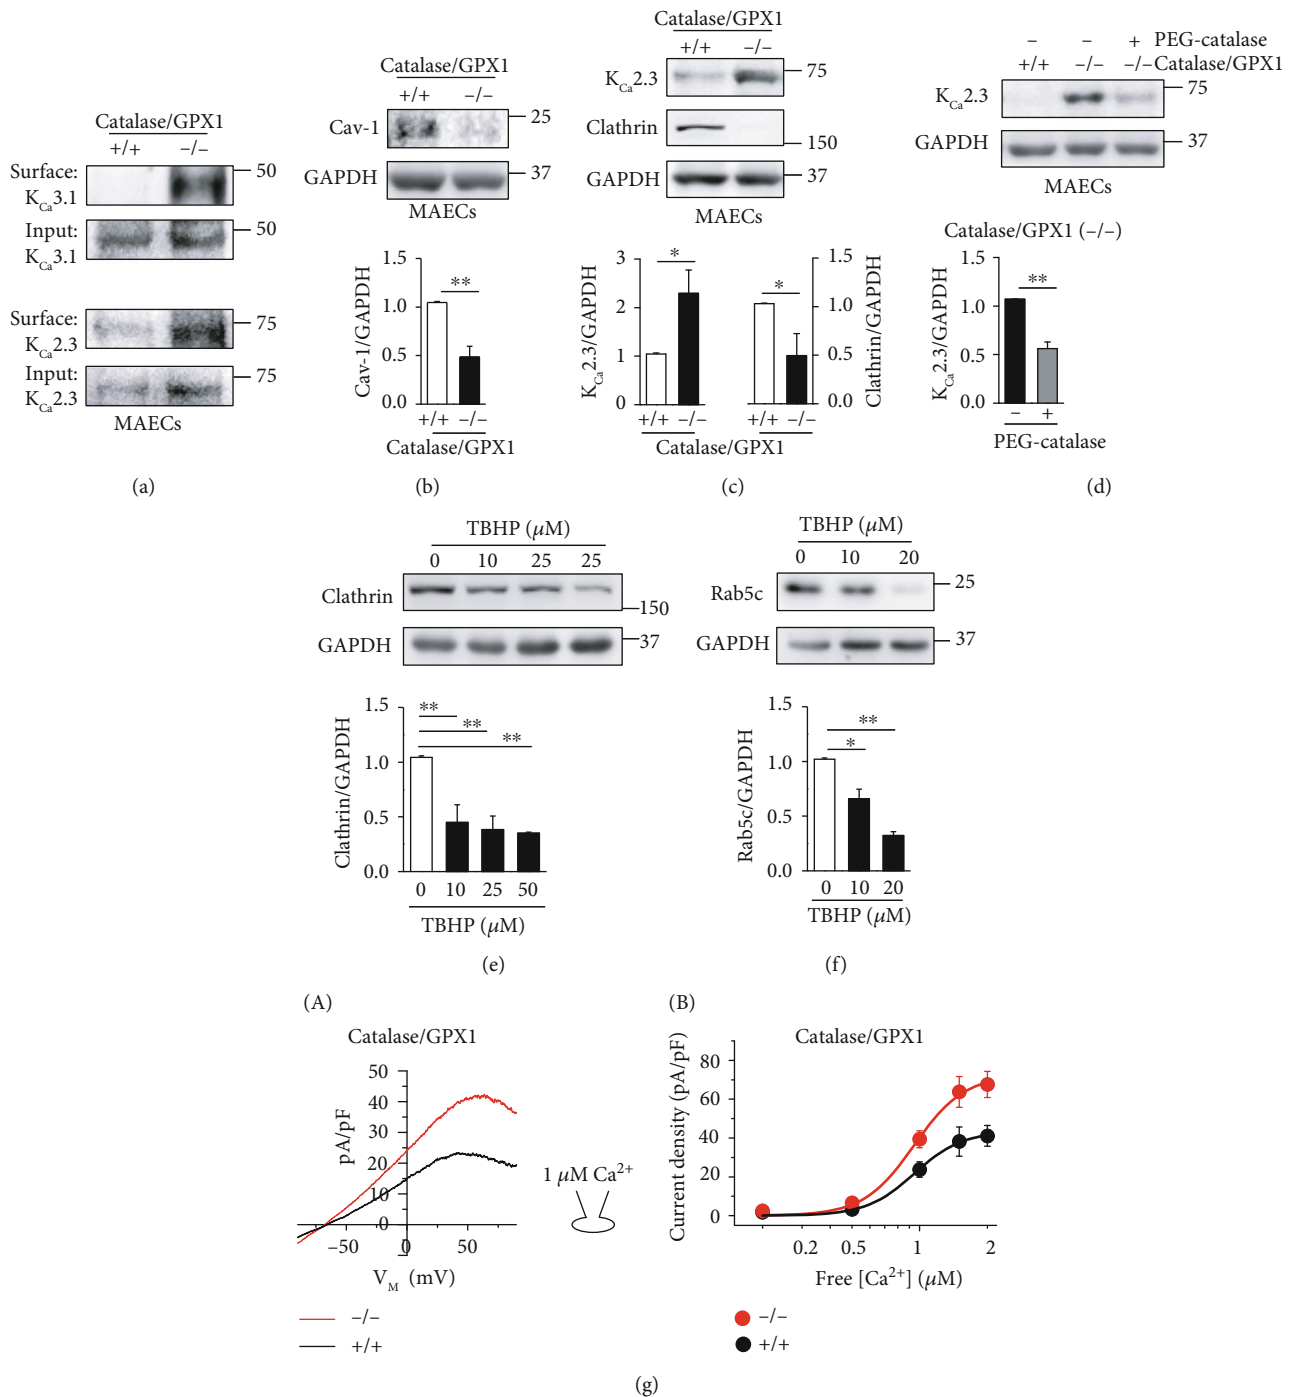 Catalase/GPX1
+/+ −/−
Surface: K_Ca3.1
50
Input: K_Ca3.1
50
Surface: K_Ca2.3
75
Input: K_Ca2.3
75
MAECs
(a)
Catalase/GPX1
+/+ −/−
Cav-1
25
GAPDH
37
MAECs
Cav-1/GAPDH
1.5
1.0
0.5
0.0
**
+/+ −/−
Catalase/GPX1
(b)
Catalase/GPX1
+/+ −/−
K_Ca2.3
75
Clathrin
150
GAPDH
37
MAECs
K_Ca2.3/GAPDH
3
2
1
0
*
+/+ −/−
*
1.5
1.0
0.5
0.0
Clathrin/GAPDH
+/+ −/−
Catalase/GPX1
(c)
− − + PEG-catalase
+/+ −/− −/− Catalase/GPX1
K_Ca2.3
75
GAPDH
37
MAECs
Catalase/GPX1 (−/−)
K_Ca2.3/GAPDH
1.5
1.0
0.5
0.0
**
− +
PEG-catalase
(d)
TBHP (μM)
0 10 25 25
Clathrin
150
GAPDH
37
Clathrin/GAPDH
1.5
1.0
0.5
0.0
**
**
**
0 10 25 50
TBHP (μM)
(e)
TBHP (μM)
0 10 20
Rab5c
25
GAPDH
37
Rab5c/GAPDH
1.5
1.0
0.5
0.0
**
*
0 10 20
TBHP (μM)
(f)
(A)
Catalase/GPX1
pA/pF
50
40
30
20
10
0
−50 0 50
V_M (mV)
−/−
+/+
1 μM Ca²⁺
(B)
Catalase/GPX1
Current density (pA/pF)
80
60
40
20
0
0.2 0.5 1 2
Free [Ca²⁺] (μM)
−/−
+/+
(g)